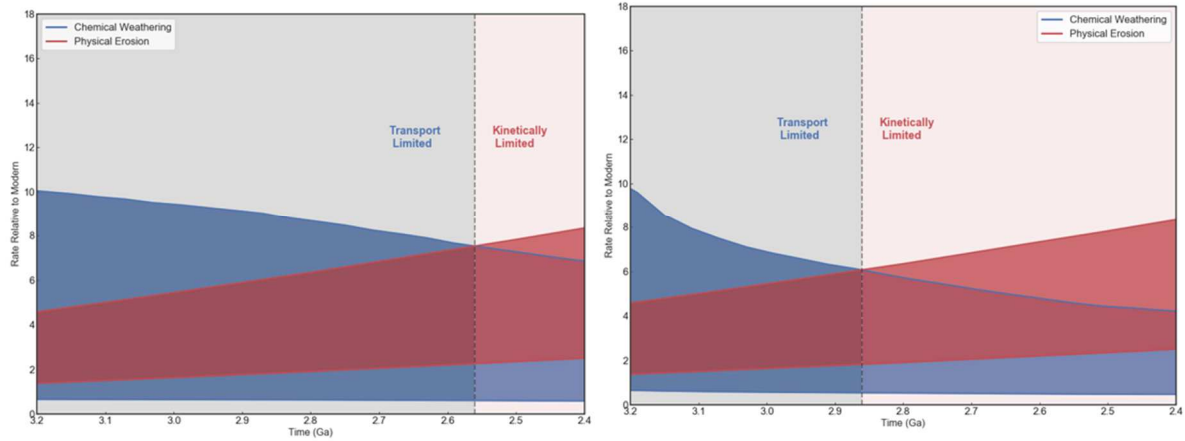 18
16
14
12
10
8
6
4
2
0
Rate Relative to Modern
Chemical Weathering
Physical Erosion
Transport
Limited
Kinetically
Limited
3.2 3.1 3.0 2.9 2.8 2.7 2.6 2.5 2.4
Time (Ga)
18
16
14
12
10
8
6
4
2
0
Rate Relative to Modern
Chemical Weathering
Physical Erosion
Transport
Limited
Kinetically
Limited
3.2 3.1 3.0 2.9 2.8 2.7 2.6 2.5 2.4
Time (Ga)